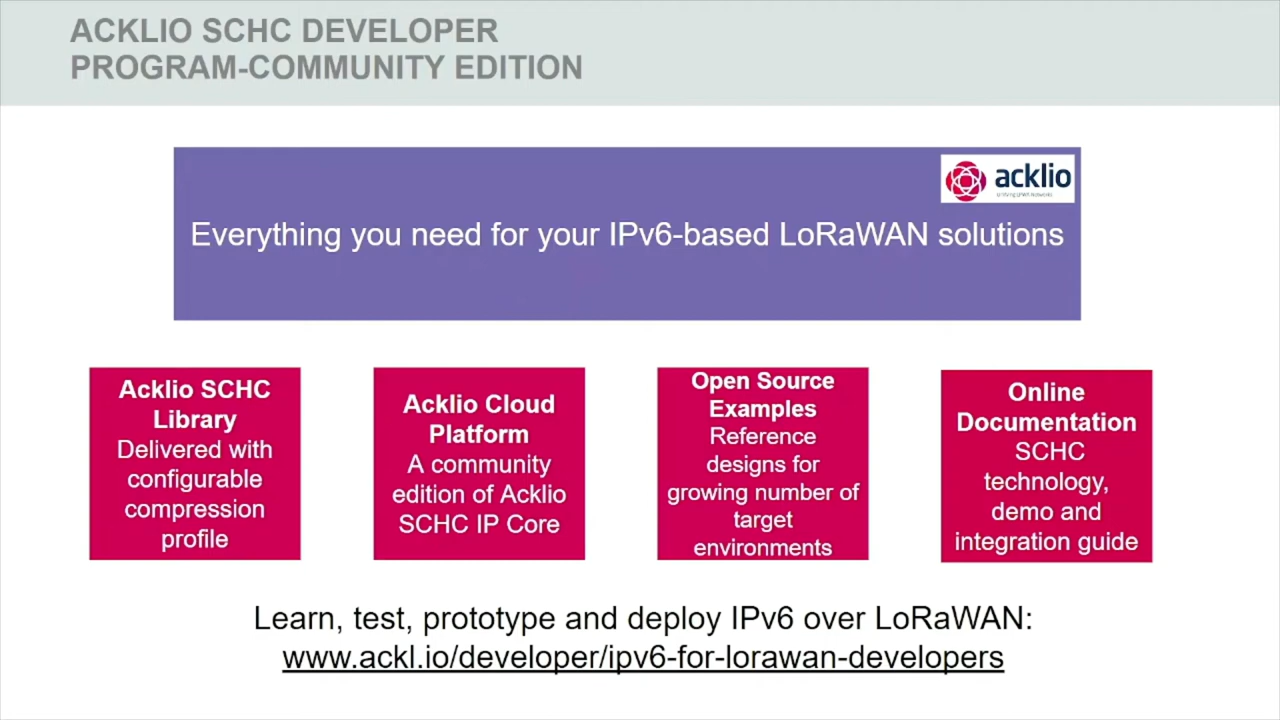 ACKLIO SCHC DEVELOPER
PROGRAM-COMMUNITY EDITION
acklio
Unifying LPWA Networks
Everything you need for your IPv6-based LoRaWAN solutions
Acklio SCHC
Library
Delivered with
configurable
compression
profile
Acklio Cloud
Platform
A community
edition of Acklio
SCHC IP Core
Open Source
Examples
Reference
designs for
growing number of
target
environments
Online
Documentation
SCHC
technology,
demo and
integration guide
Learn, test, prototype and deploy IPv6 over LoRaWAN:
www.ackl.io/developer/ipv6-for-lorawan-developers